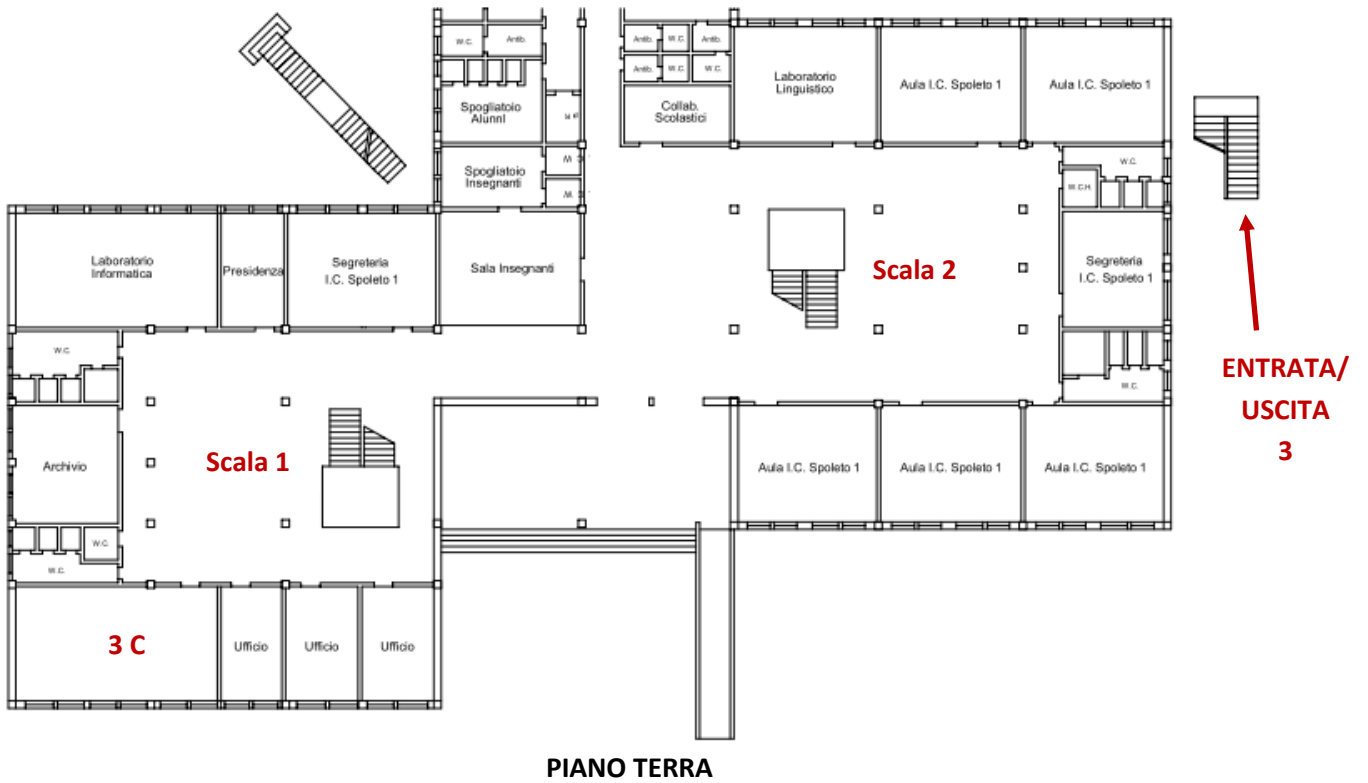 W.C.
Antib.
Antib.
W.C.
Antib.
Antib.
W.C.
W.C.
Laboratorio
Linguistico
Aula I.C. Spoleto 1
Aula I.C. Spoleto 1
Spogliatoio
Alunni
Collab.
Scolastici
Spogliatoio
Insegnanti
W.C.
W.C.H.
Laboratorio
Informatica
Presidenza
Segreteria
I.C. Spoleto 1
Sala Insegnanti
Scala 2
Segreteria
I.C. Spoleto 1
W.C.
W.C.
ENTRATA/
USCITA
3
Archivio
Scala 1
Aula I.C. Spoleto 1
Aula I.C. Spoleto 1
Aula I.C. Spoleto 1
W.C.
W.C.
3 C
Ufficio
Ufficio
Ufficio
PIANO TERRA